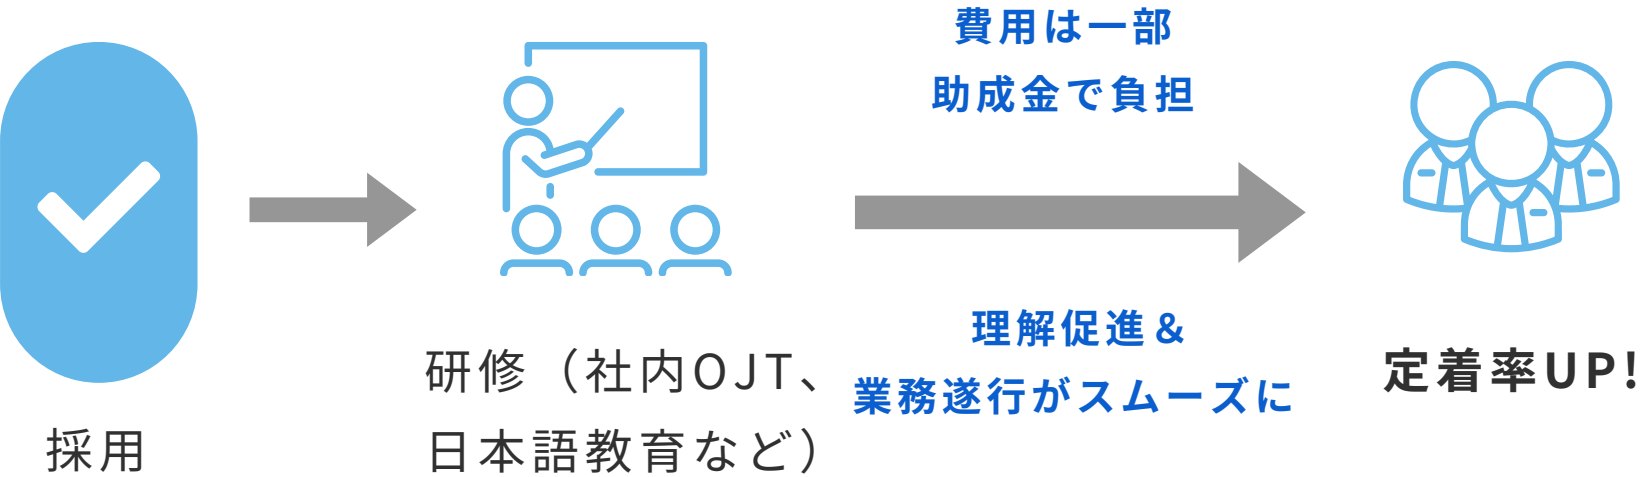 採用
研修（社内OJT、
日本語教育など）
費用は一部
助成金で負担
理解促進＆
業務遂行がスムーズに
定着率UP!